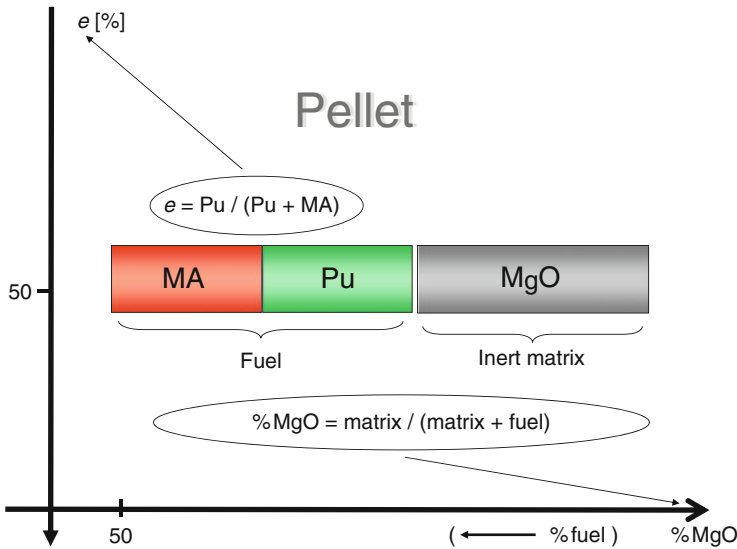 e [%]
Pellet
e = Pu / (Pu + MA)
MA Pu MgO
50
Fuel Inert matrix
%MgO = matrix / (matrix + fuel)
50 ( %fuel ) %MgO